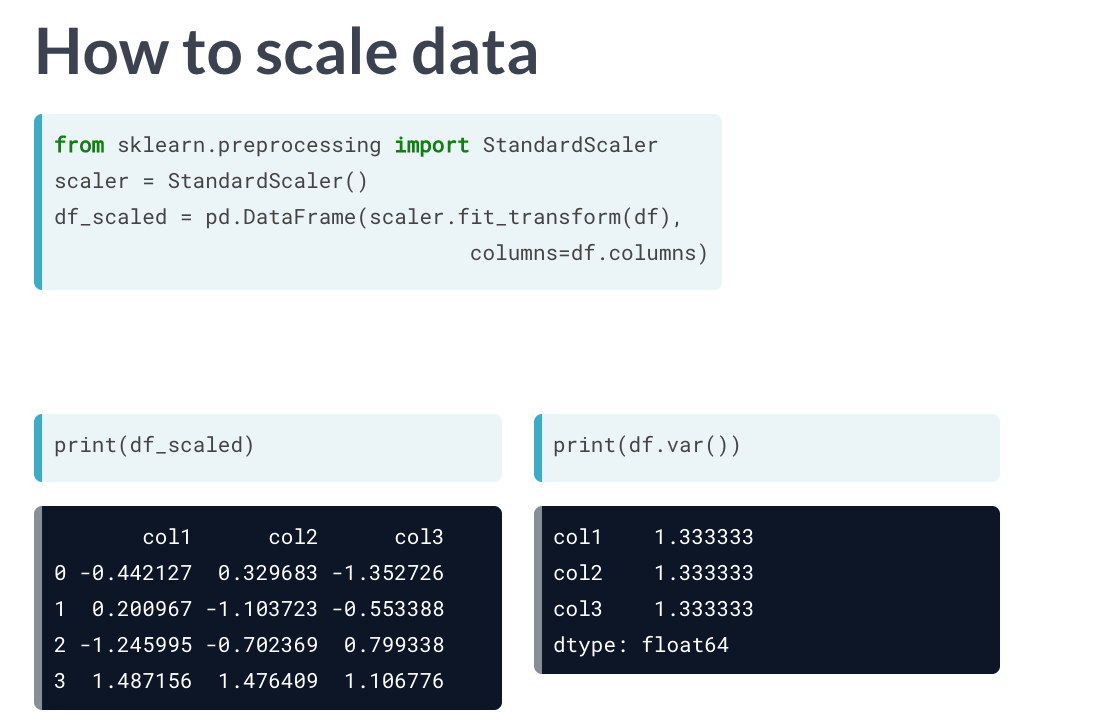 How to scale data
from sklearn.preprocessing import StandardScaler
scaler = StandardScaler()
df_scaled = pd.DataFrame(scaler.fit_transform(df),
                                 columns=df.columns)
print(df_scaled)
       col1      col2      col3
0 -0.442127  0.329683 -1.352726
1  0.200967 -1.103723 -0.553388
2 -1.245995 -0.702369  0.799338
3  1.487156  1.476409  1.106776
print(df.var())
col1    1.333333
col2    1.333333
col3    1.333333
dtype: float64